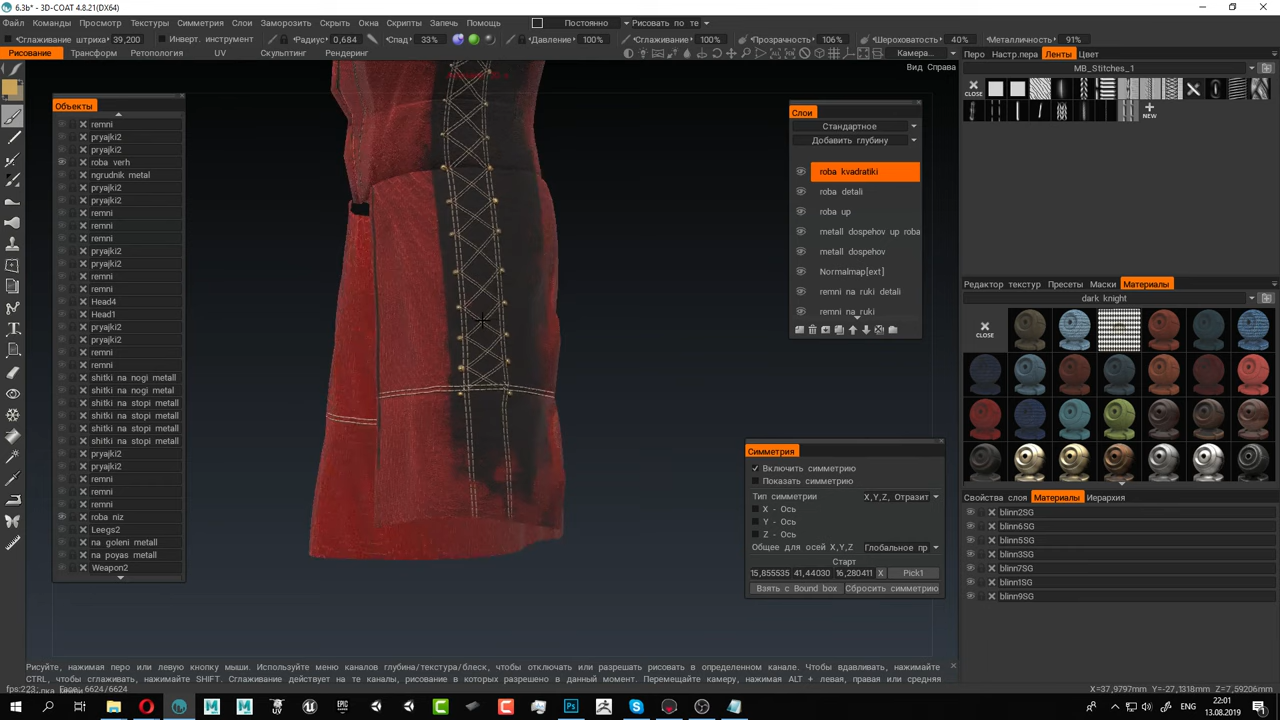 6.3b* - 3D-COAT 4.8.21(DX64)
Файл Команды Просмотр Текстуры Симметрия Слои Заморозить Скрыть Окна Скрипты Запечь Помощь Постоянно Рисовать по те
Сглаживание штриха 39,200 Инверт. инструмент Радиус 0,684 Спад 33% Давление 100% Сглаживание 100% Прозрачность 106% Шероховатость 40% Металличность 91%
Рисование Трансформ Ретопология UV Скульптинг Рендеринг Камера... Перо Настр.пера Ленты Цвет
Вид Справа
MB_Stitches_1
CLOSE
NEW
Объекты
remni
pryajki2
pryajki2
roba verh
ngrudnik metal
pryajki2
pryajki2
remni
remni
remni
pryajki2
pryajki2
remni
remni
Head4
Head1
pryajki2
pryajki2
remni
remni
shitki na nogi metall
shitki na nogi metal
shitki na stopi metall
shitki na stopi metall
shitki na stopi metall
shitki na stopi metall
pryajki2
pryajki2
remni
remni
remni
roba niz
Leegs2
na goleni metall
na poyas metall
Weapon2
Слои
Стандартное
Добавить глубину
roba kvadratiki
roba detali
roba up
metall dospehov up roba
metall dospehov
Normalmap[ext]
remni na ruki detali
remni na ruki
Редактор текстур Пресеты Маски Материалы
dark knight
CLOSE
Симметрия
Включить симметрию
Показать симметрию
Тип симметрии X,Y,Z, Отразит
X - Ось
Y - Ось
Z - Ось
Общее для осей X,Y,Z Глобальное пр
Старт
15,855535 41,44030 16,280411 X Pick1
Взять с Bound box Сбросить симметрию
Свойства слоя Материалы Иерархия
blinn2SG
blinn6SG
blinn5SG
blinn3SG
blinn7SG
blinn1SG
blinn9SG
Рисуйте, нажимая перо или левую кнопку мыши. Используйте меню каналов глубина/текстура/блеск, чтобы отключить или разрешать рисовать в определенном канале. Чтобы вдавливать, нажимайте
CTRL, чтобы сглаживать, нажимайте SHIFT. Сглаживание действует на те каналы, рисование в которых разрешено в данный момент. Перемещайте камеру, нажимая ALT + левая, правая или средняя
fps:223; Face: 6624/6624 X=37,9797mm Y=-27,1318mm Z=7,59206mm
22:01
13.08.2019